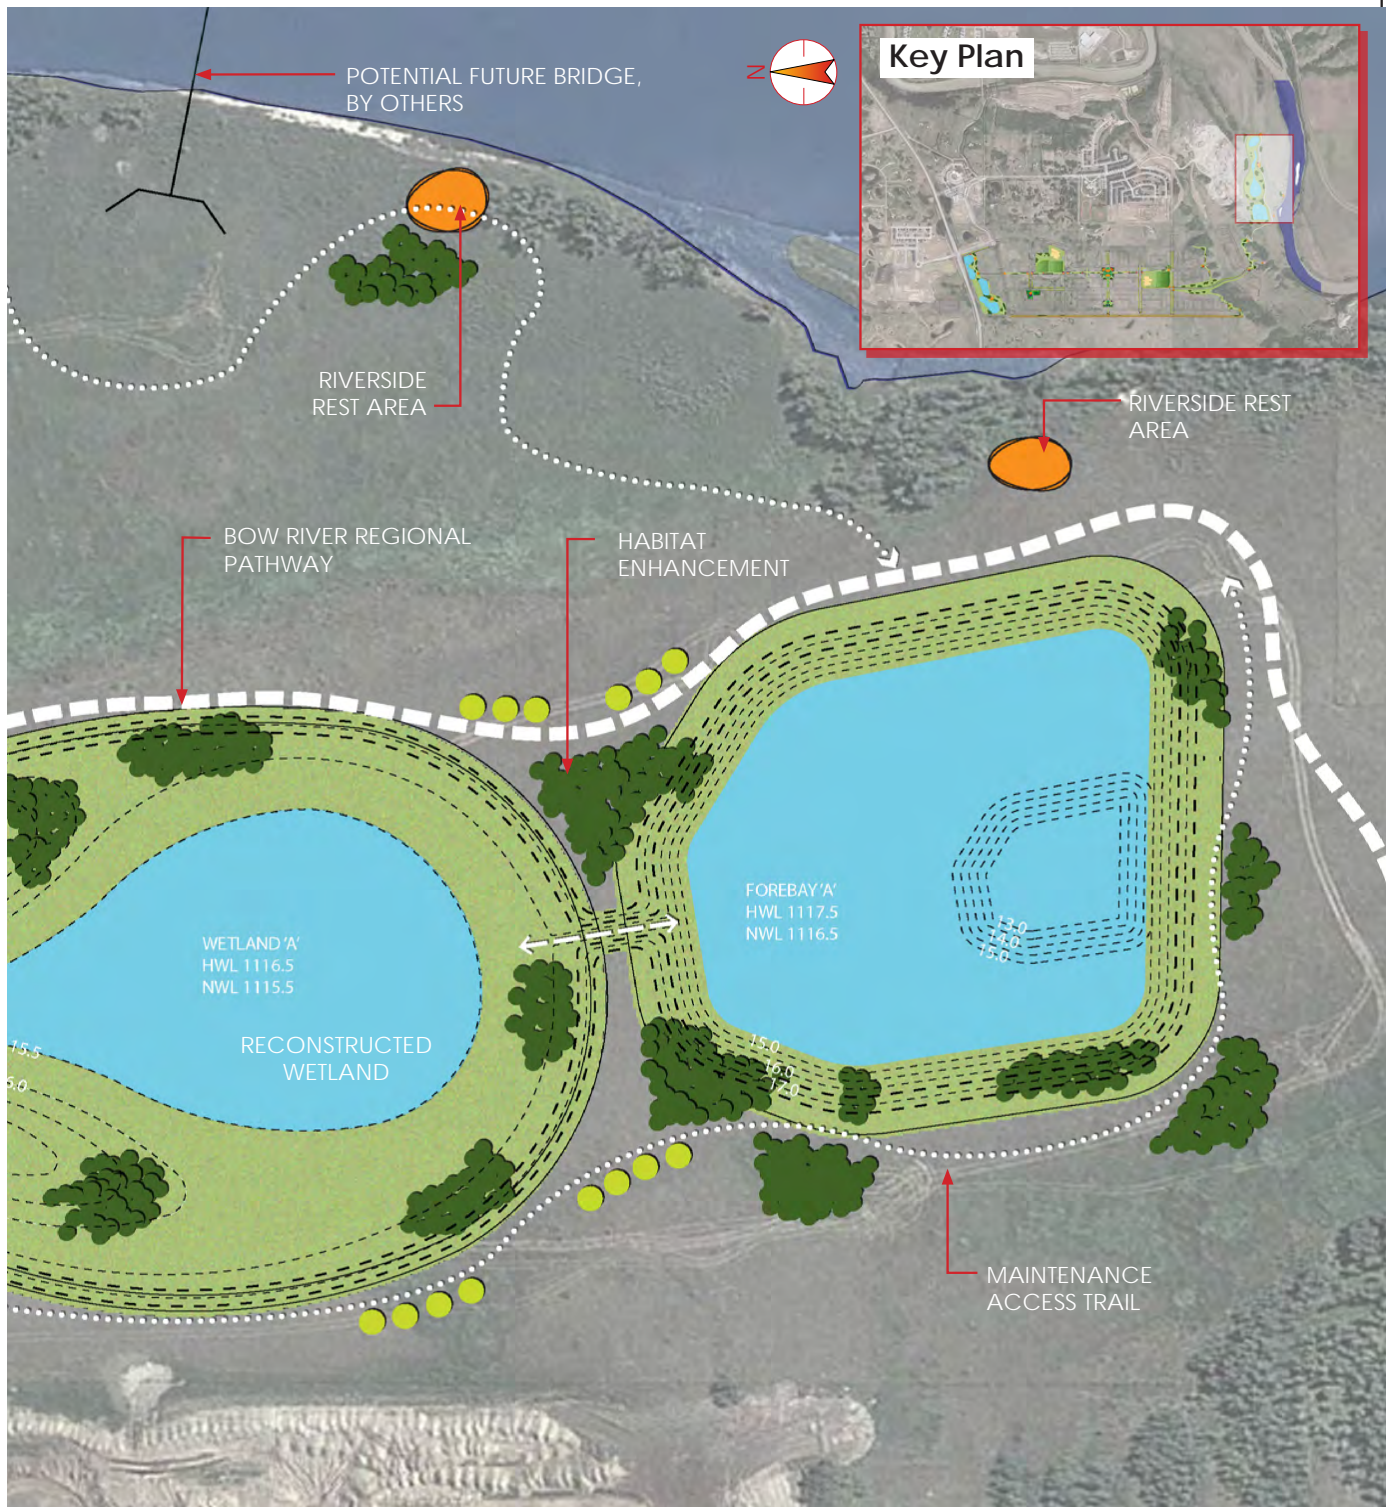 Key Plan
N
POTENTIAL FUTURE BRIDGE,
BY OTHERS
RIVERSIDE
REST AREA
RIVERSIDE REST
AREA
BOW RIVER REGIONAL
PATHWAY
HABITAT
ENHANCEMENT
FOREBAY 'A'
HWL 1117.5
NWL 1116.5
13.0
14.0
15.0
WETLAND 'A'
HWL 1116.5
NWL 1115.5
RECONSTRUCTED
WETLAND
15.5
15.0
16.0
17.0
MAINTENANCE
ACCESS TRAIL